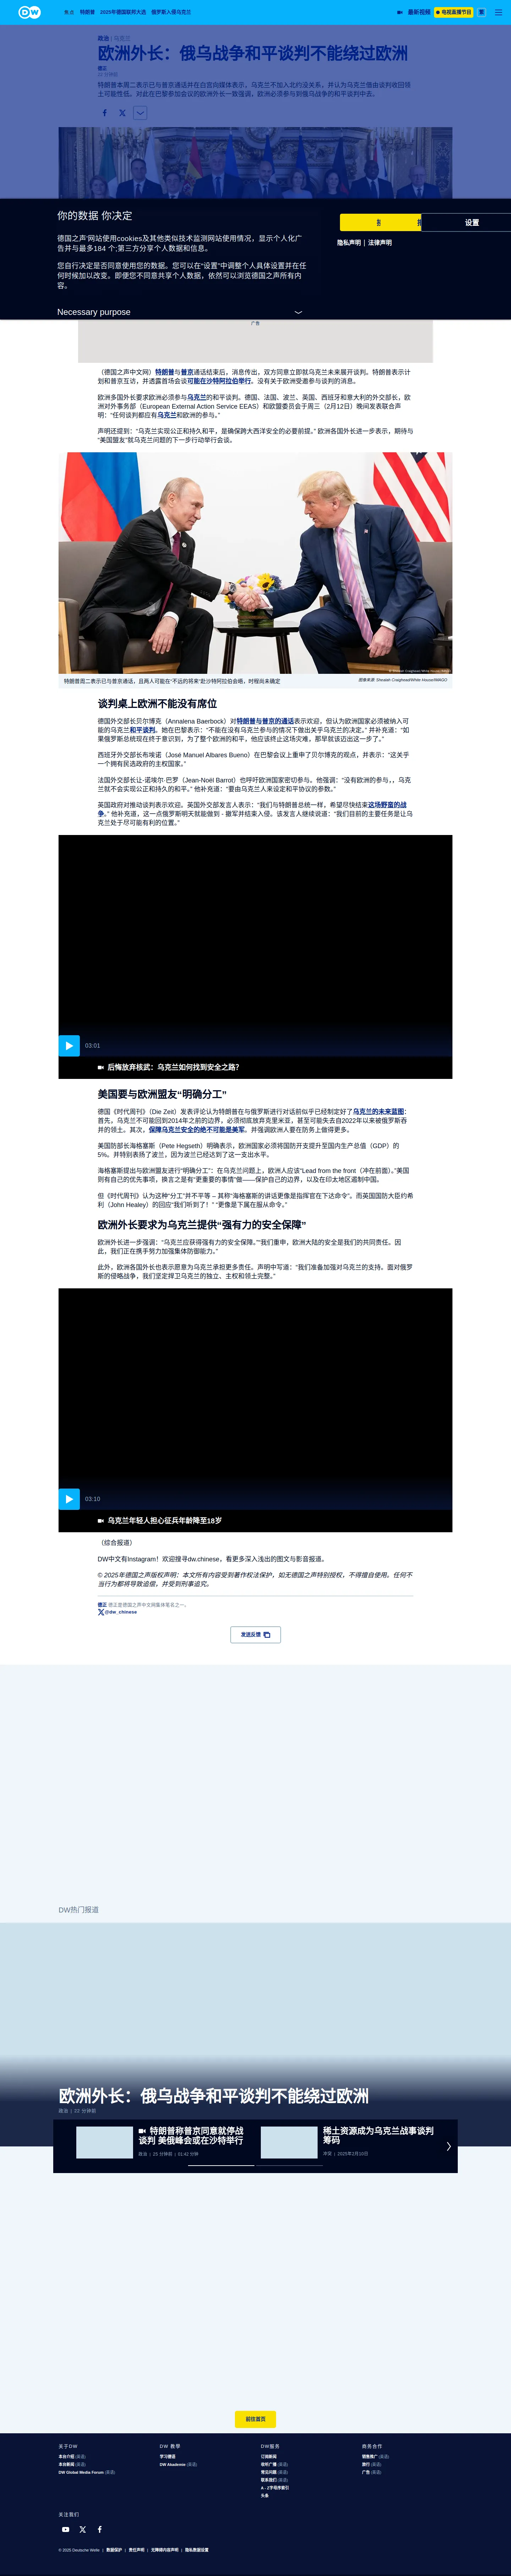 DW
焦点 特朗普 2025年德国联邦大选 俄罗斯入侵乌克兰
最新视频
电视直播节目
政治 | 乌克兰
欧洲外长：俄乌战争和平谈判不能绕过欧洲
德正
22 分钟前
特朗普本周二表示已与普京通话并在白宫向媒体表示，乌克兰不加入北约没关系，并认为乌克兰借由谈判收回领
土可能性低。对此在巴黎参加会议的欧洲外长一致强调，欧洲必须参与到俄乌战争的和平谈判中去。
你的数据 你决定
德国之声‘网站使用cookies及其他类似技术监测网站使用情况，显示个人化广
告并与最多184 个;第三方分享个人数据和信息。
您自行决定是否同意使用您的数据。您可以在“设置”中调整个人具体设置并在任
何时候加以改变。即便您不同意共享个人数据，依然可以浏览德国之声所有内
容。
Necessary purpose
设置
隐私声明 | 法律声明
广告
（德国之声中文网）特朗普与普京通话结束后，消息传出，双方同意立即就乌克兰未来展开谈判。特朗普表示计
划和普京互访，并透露首场会谈可能在沙特阿拉伯举行。没有关于欧洲受邀参与谈判的消息。
欧洲多国外长要求欧洲必须参与乌克兰的和平谈判。德国、法国、波兰、英国、西班牙和意大利的外交部长，欧
洲对外事务部（European External Action Service EEAS）和欧盟委员会于周三（2月12日）晚间发表联合声
明：“任何谈判都应有乌克兰和欧洲的参与。”
声明还提到：“乌克兰实现公正和持久和平，是确保跨大西洋安全的必要前提。” 欧洲各国外长进一步表示，期待与
“美国盟友”就乌克兰问题的下一步行动举行会谈。
特朗普周二表示已与普京通话，且两人可能在“不远的将来”赴沙特阿拉伯会晤，时程尚未确定
图像来源: Shealah Craighead/White House/IMAGO
谈判桌上欧洲不能没有席位
德国外交部长贝尔博克（Annalena Baerbock）对特朗普与普京的通话表示欢迎，但认为欧洲国家必须被纳入可
能的乌克兰和平谈判。她在巴黎表示：“不能在没有乌克兰参与的情况下做出关乎乌克兰的决定。” 并补充道：“如
果俄罗斯总统现在终于意识到，为了整个欧洲的和平，他应该终止这场灾难，那早就该迈出这一步了。”
西班牙外交部长布埃诺（José Manuel Albares Bueno）在巴黎会议上重申了贝尔博克的观点，并表示：“这关乎
一个拥有民选政府的主权国家。”
法国外交部长让-诺埃尔·巴罗（Jean-Noël Barrot）也呼吁欧洲国家密切参与。他强调：“没有欧洲的参与，，乌克
兰就不会实现公正和持久的和平。” 他补充道：“要由乌克兰人来设定和平协议的参数。”
英国政府对推动谈判表示欢迎。英国外交部发言人表示：“我们与特朗普总统一样，希望尽快结束这场野蛮的战
争。” 他补充道，这一点俄罗斯明天就能做到 - 撤军并结束入侵。该发言人继续说道：“我们目前的主要任务是让乌
克兰处于尽可能有利的位置。”
03:01
后悔放弃核武：乌克兰如何找到安全之路？
美国要与欧洲盟友“明确分工”
德国《时代周刊》（Die Zeit）发表评论认为特朗普在与俄罗斯进行对话前似乎已经制定好了乌克兰的未来蓝图：
首先，乌克兰不可能回到2014年之前的边界，必须彻底放弃克里米亚，甚至可能失去自2022年以来被俄罗斯吞
并的领土。其次，保障乌克兰安全的绝不可能是美军。并强调欧洲人要在防务上做得更多。
美国防部长海格塞斯（Pete Hegseth）明确表示，欧洲国家必须将国防开支提升至国内生产总值（GDP）的
5%。并特别表扬了波兰，因为波兰已经达到了这一支出水平。
海格塞斯提出与欧洲盟友进行“明确分工”：在乌克兰问题上，欧洲人应该“Lead from the front（冲在前面）。”美国
则有自己的优先事项，换言之是有“更重要的事情”做——保护自己的边界，以及在印太地区遏制中国。
但《时代周刊》认为这种“分工”并不平等 – 其称“海格塞斯的讲话更像是指挥官在下达命令”。而英国国防大臣约希
利（John Healey）的回应“我们听到了！” “更像是下属在服从命令。”
欧洲外长要求为乌克兰提供“强有力的安全保障”
欧洲外长进一步强调：“乌克兰应获得强有力的安全保障。”“我们重申，欧洲大陆的安全是我们的共同责任。因
此，我们正在携手努力加强集体防御能力。”
此外，欧洲各国外长也表示愿意为乌克兰承担更多责任。声明中写道：“我们准备加强对乌克兰的支持。面对俄罗
斯的侵略战争，我们坚定捍卫乌克兰的独立、主权和领土完整。”
03:10
乌克兰年轻人担心征兵年龄降至18岁
（综合报道）
DW中文有Instagram！欢迎搜寻dw.chinese，看更多深入浅出的图文与影音报道。
© 2025年德国之声版权声明：本文所有内容受到著作权法保护，如无德国之声特别授权，不得擅自使用。任何不
当行为都将导致追偿，并受到刑事追究。
德正 德正是德国之声中文网集体笔名之一。
@dw_chinese
发送反馈
DW热门报道
欧洲外长：俄乌战争和平谈判不能绕过欧洲
政治 | 22 分钟前
特朗普称普京同意就停战
谈判 美俄峰会或在沙特举行
政治 | 25 分钟前 | 01:42 分钟
稀土资源成为乌克兰战事谈判
筹码
冲突 | 2025年2月10日
前往首页
关于DW
本台介绍 (英语)
本台新闻 (英语)
DW Global Media Forum (英语)
DW 教學
学习德语
DW Akademie (英语)
DW服务
订阅新闻
收听广播 (英语)
常见问题 (英语)
联系我们 (英语)
A - Z字母序索引
头条
商务合作
销售推广 (英语)
旅行 (英语)
广告 (英语)
关注我们
© 2025 Deutsche Welle | 数据保护 | 责任声明 | 无障碍内容声明 | 隐私数据设置